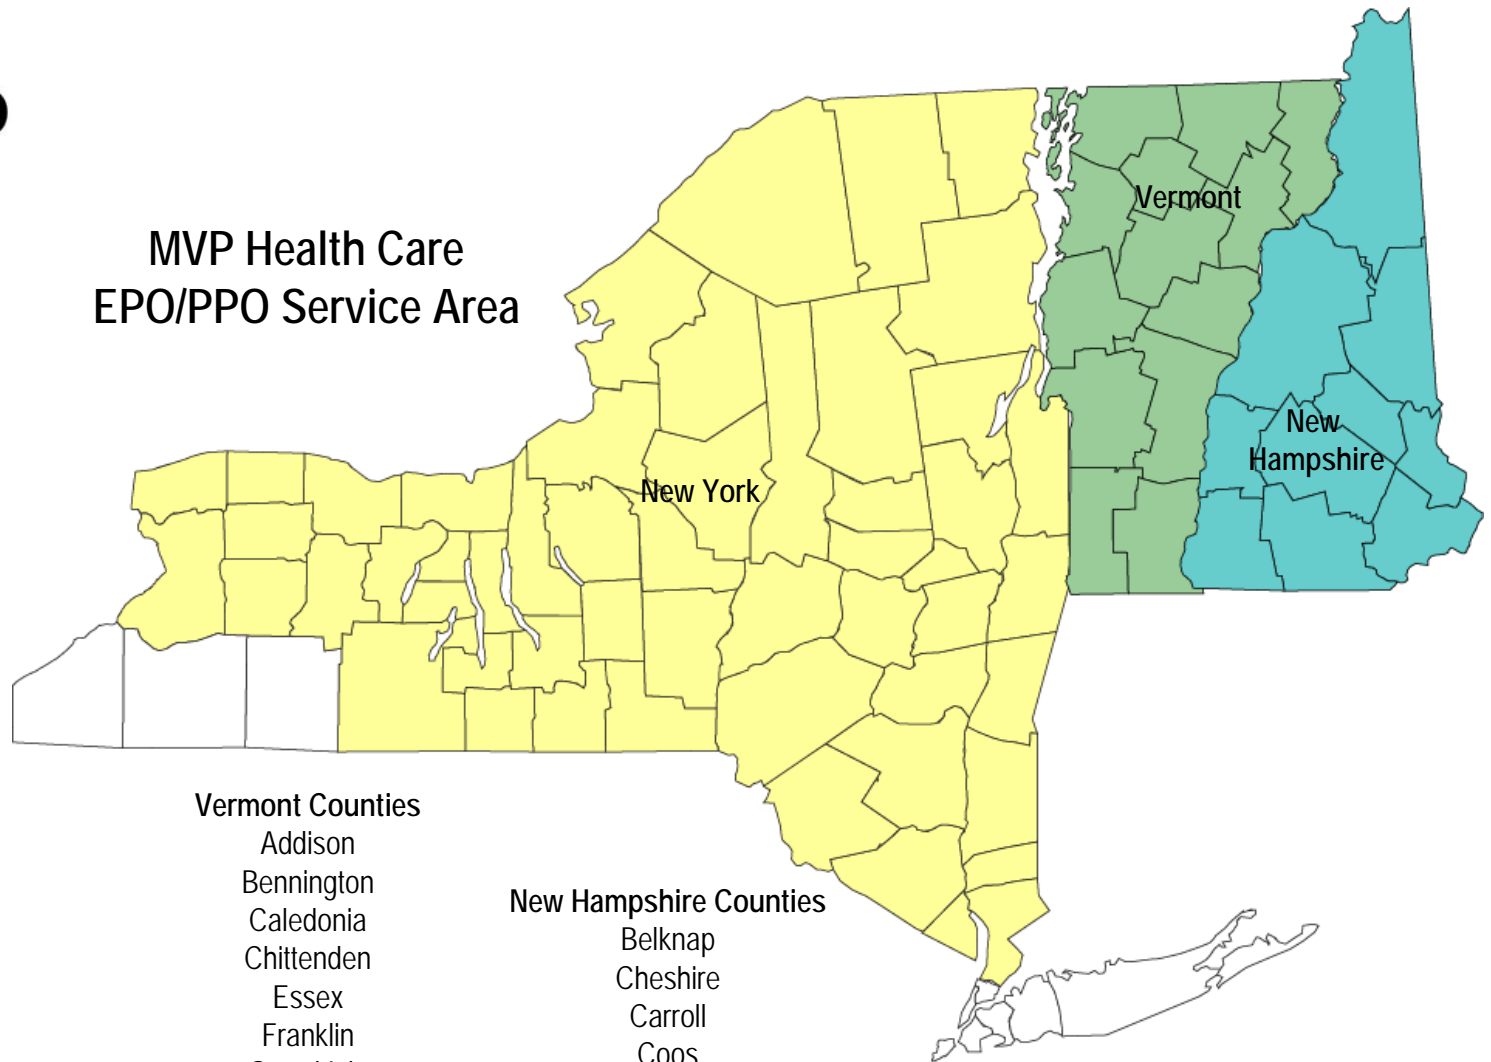 MVP Health Care
EPO/PPO Service Area
Vermont
New
Hampshire
New York
Vermont Counties
Addison
Bennington
Caledonia
Chittenden
Essex
Franklin
New Hampshire Counties
Belknap
Cheshire
Carroll
Coos